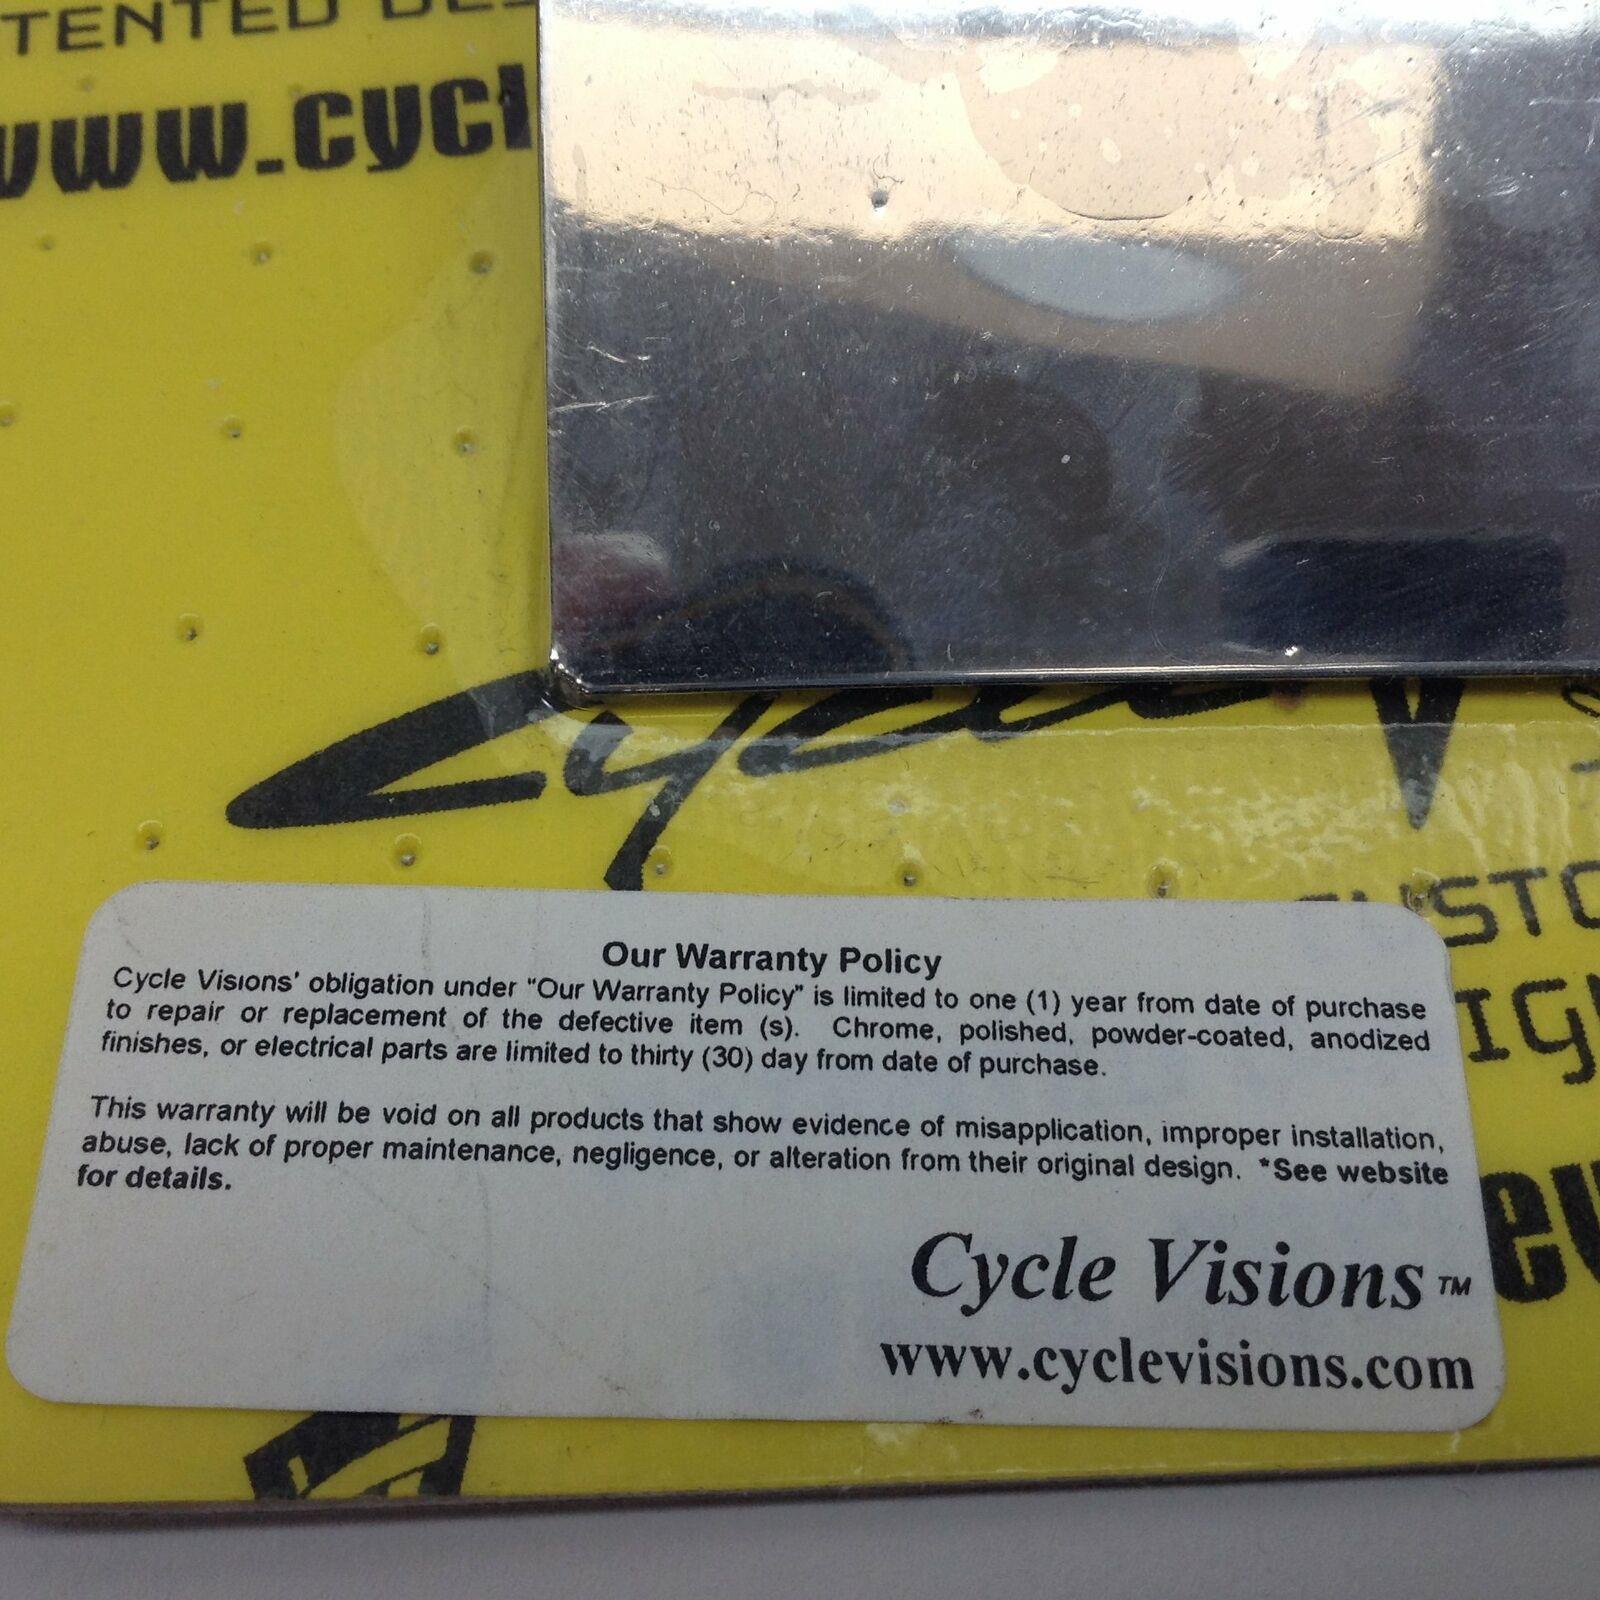 www.cycl
Our Warranty Policy
Cycle Visions' obligation under "Our Warranty Policy" is limited to one (1) year from date of purchase
to repair or replacement of the defective item (s). Chrome, polished, powder-coated, anodized
finishes, or electrical parts are limited to thirty (30) day from date of purchase.
This warranty will be void on all products that show evidence of misapplication, improper installation,
abuse, lack of proper maintenance, negligence, or alteration from their original design. *See website
for details.
Cycle Visions™
www.cyclevisions.com